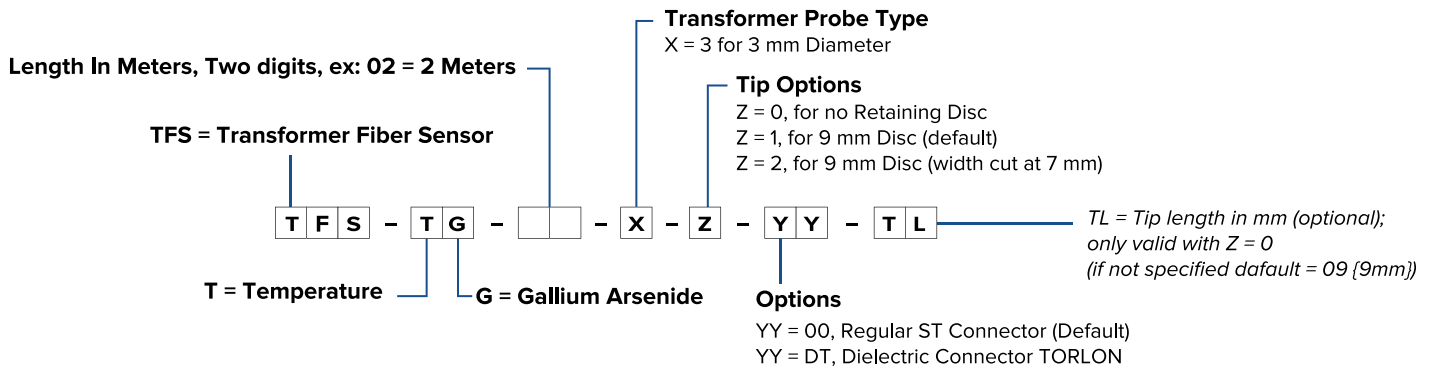 Transformer Probe Type
X = 3 for 3 mm Diameter
Length In Meters, Two digits, ex: 02 = 2 Meters
Tip Options
Z = 0, for no Retaining Disc
Z = 1, for 9 mm Disc (default)
Z = 2, for 9 mm Disc (width cut at 7 mm)
TFS = Transformer Fiber Sensor
T F S – T G – – X – Z – Y Y – T L
TL = Tip length in mm (optional);
only valid with Z = 0
(if not specified dafault = 09 {9mm})
T = Temperature
G = Gallium Arsenide
Options
YY = 00, Regular ST Connector (Default)
YY = DT, Dielectric Connector TORLON